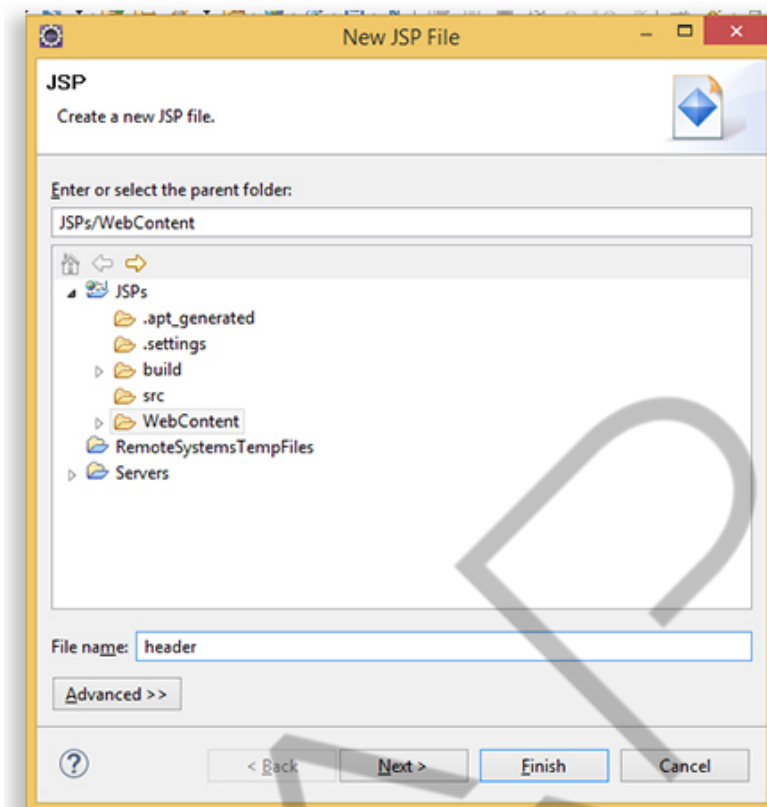 New JSP File
JSP
Create a new JSP file.
Enter or select the parent folder:
JSPs/WebContent
JSPs
.apt_generated
.settings
build
src
WebContent
RemoteSystemsTempFiles
Servers
File name: header
Advanced >>
< Back Next > Finish Cancel